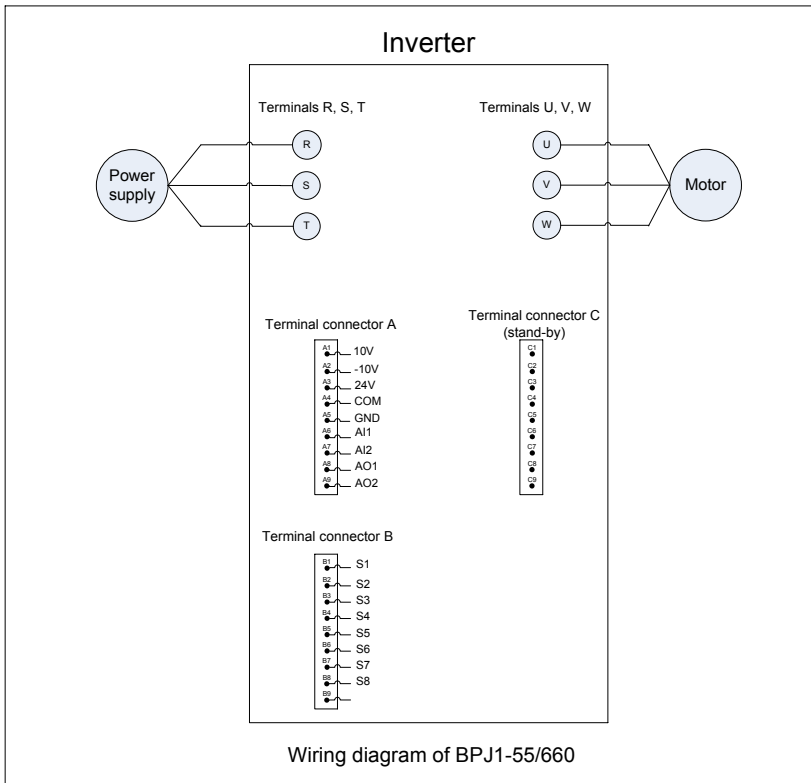 Inverter
Terminals R, S, T
Terminals U, V, W
R
S
T
U
V
W
Power
supply
Motor
Terminal connector A
A1 10V
A2 -10V
A3 24V
A4 COM
A5 GND
A6 AI1
A7 AI2
A8 AO1
A9 AO2
Terminal connector C
(stand-by)
C1
C2
C3
C4
C5
C6
C7
C8
C9
Terminal connector B
B1 S1
B2 S2
B3 S3
B4 S4
B5 S5
B6 S6
B7 S7
B8 S8
B9
Wiring diagram of BPJ1-55/660